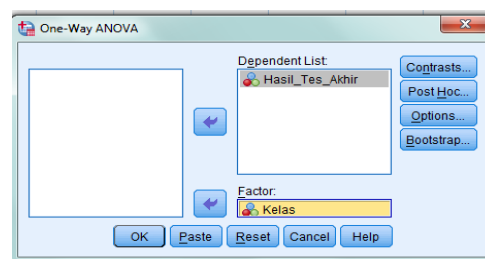 One-Way ANOVA
Dependent List:
Hasil_Tes_Akhir
Contrasts...
Post Hoc...
Options...
Bootstrap...
Factor:
Kelas
OK Paste Reset Cancel Help